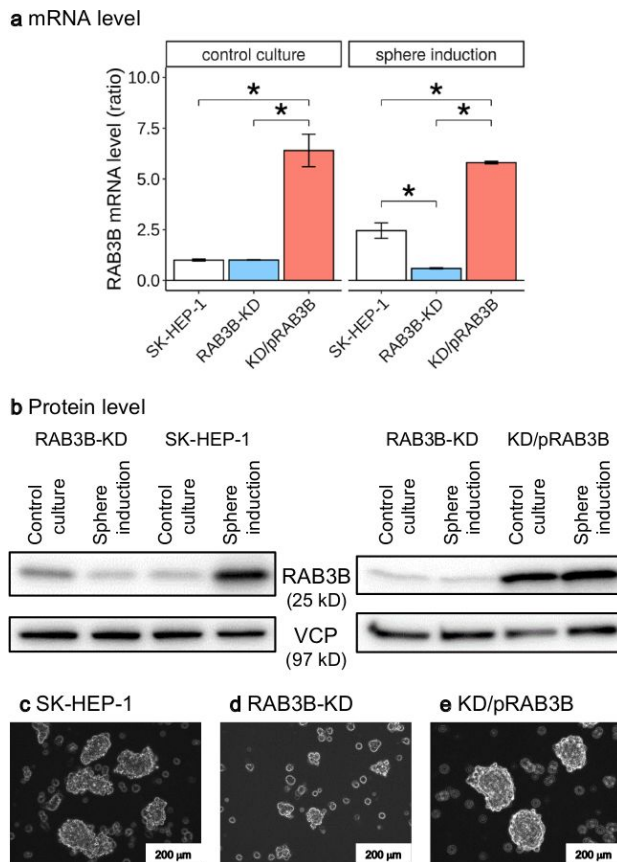 a mRNA level
control culture
sphere induction
RAB3B mRNA level (ratio)
10.0
7.5
5.0
2.5
0.0
*
*
*
*
*
SK-HEP-1
RAB3B-KD
KD/pRAB3B
SK-HEP-1
RAB3B-KD
KD/pRAB3B
b Protein level
RAB3B-KD
SK-HEP-1
RAB3B-KD
KD/pRAB3B
Control
culture
Sphere
induction
Control
culture
Sphere
induction
Control
culture
Sphere
induction
Control
culture
Sphere
induction
RAB3B
(25 kD)
VCP
(97 kD)
c SK-HEP-1
d RAB3B-KD
e KD/pRAB3B
200 μm
200 μm
200 μm